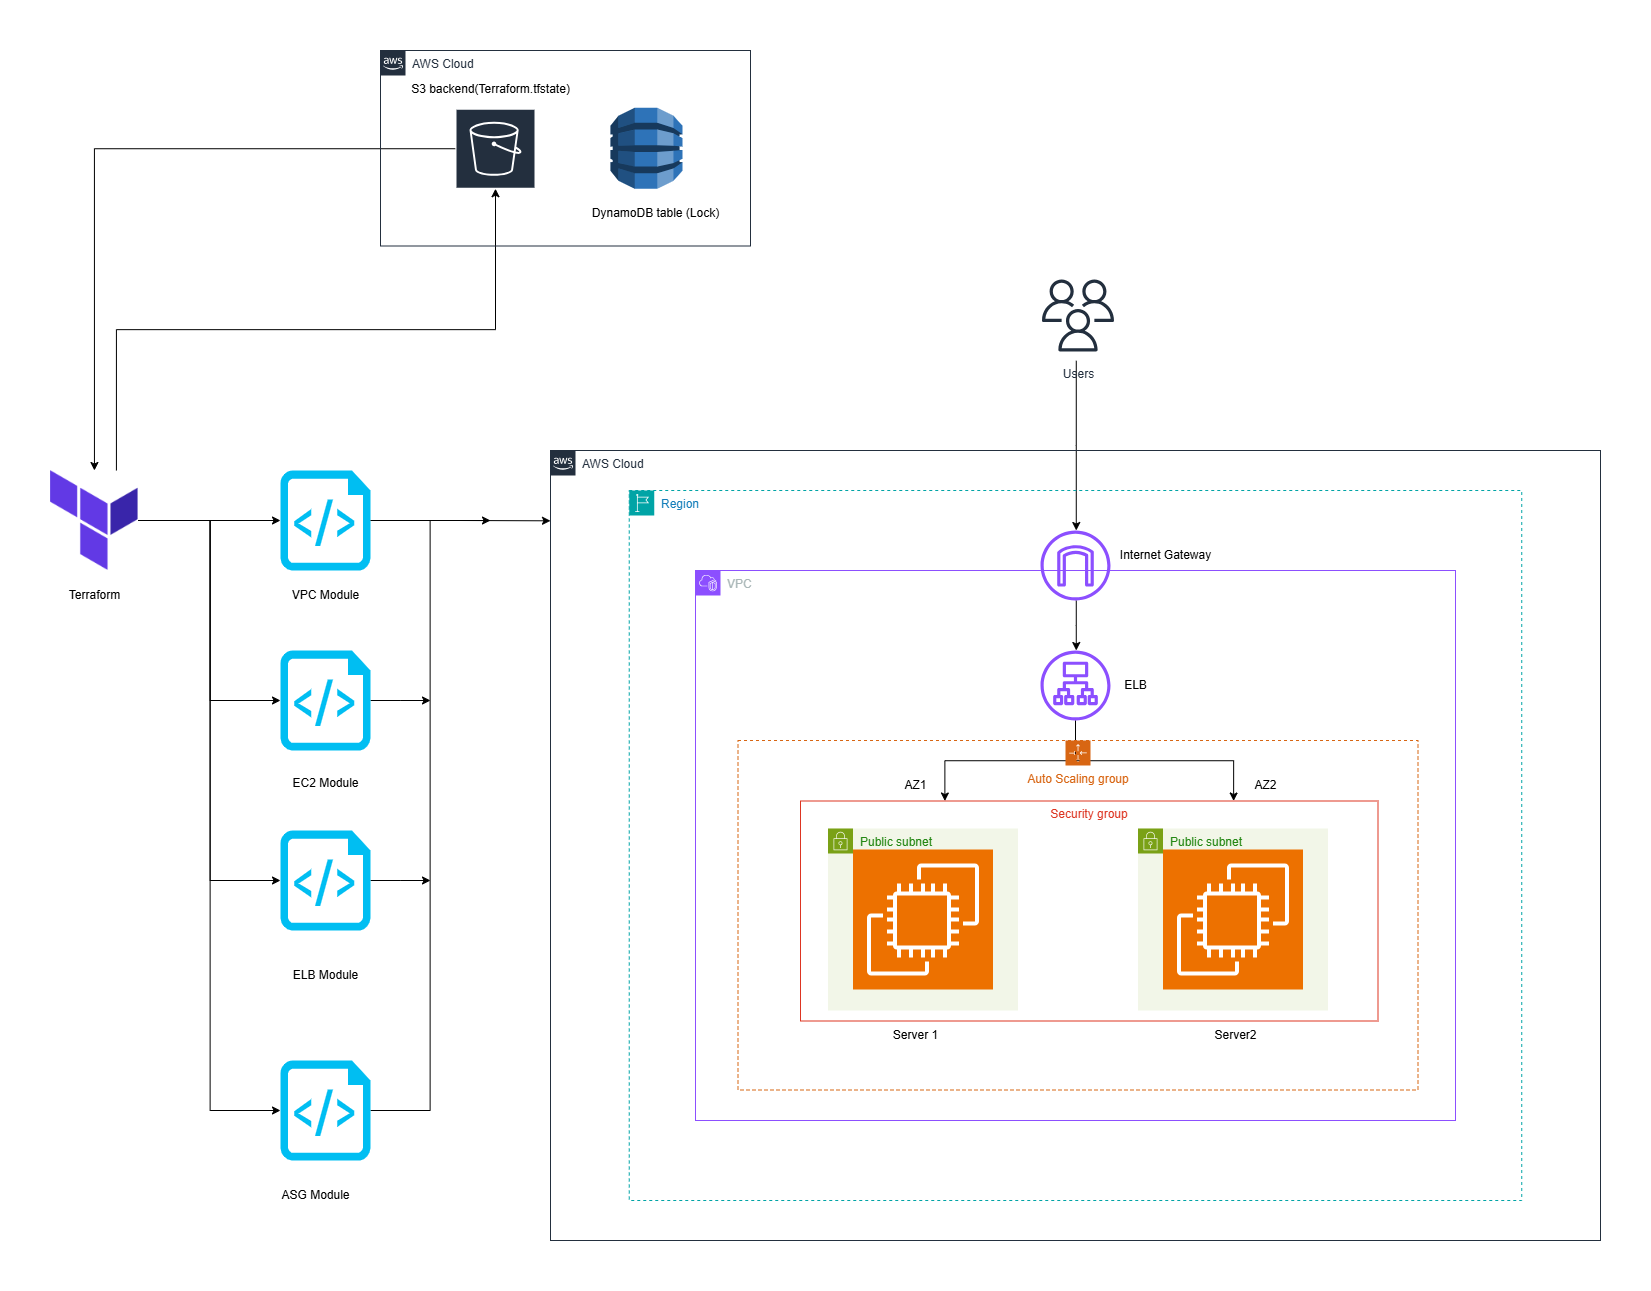 aws
AWS Cloud
S3 backend(Terraform.tfstate)
DynamoDB table (Lock)
Users
aws
AWS Cloud
Region
Internet Gateway
VPC
Terraform
VPC Module
ELB
EC2 Module
Auto Scaling group
AZ1
AZ2
Security group
Public subnet
Public subnet
ELB Module
Server 1
Server2
ASG Module